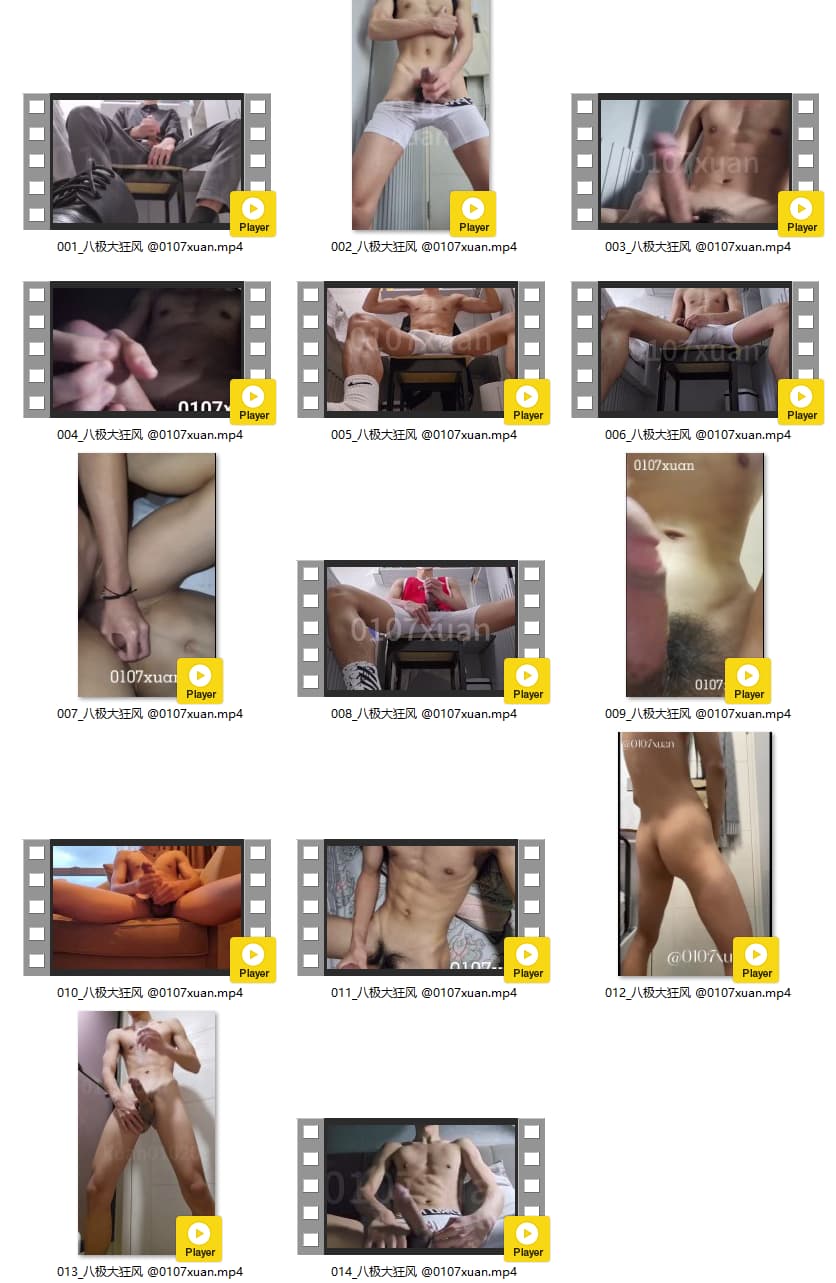 0107xuan
Player
Player
Player
001_八极大狂风 @0107xuan.mp4
002_八极大狂风 @0107xuan.mp4
003_八极大狂风 @0107xuan.mp4
0107xuan
0107xuan
Player
Player
Player
004_八极大狂风 @0107xuan.mp4
005_八极大狂风 @0107xuan.mp4
006_八极大狂风 @0107xuan.mp4
0107xuan
0107xuan
0107xuan
Player
Player
Player
007_八极大狂风 @0107xuan.mp4
008_八极大狂风 @0107xuan.mp4
009_八极大狂风 @0107xuan.mp4
@0107xuan
@0107xu
Player
Player
Player
010_八极大狂风 @0107xuan.mp4
011_八极大狂风 @0107xuan.mp4
012_八极大狂风 @0107xuan.mp4
Player
Player
013_八极大狂风 @0107xuan.mp4
014_八极大狂风 @0107xuan.mp4